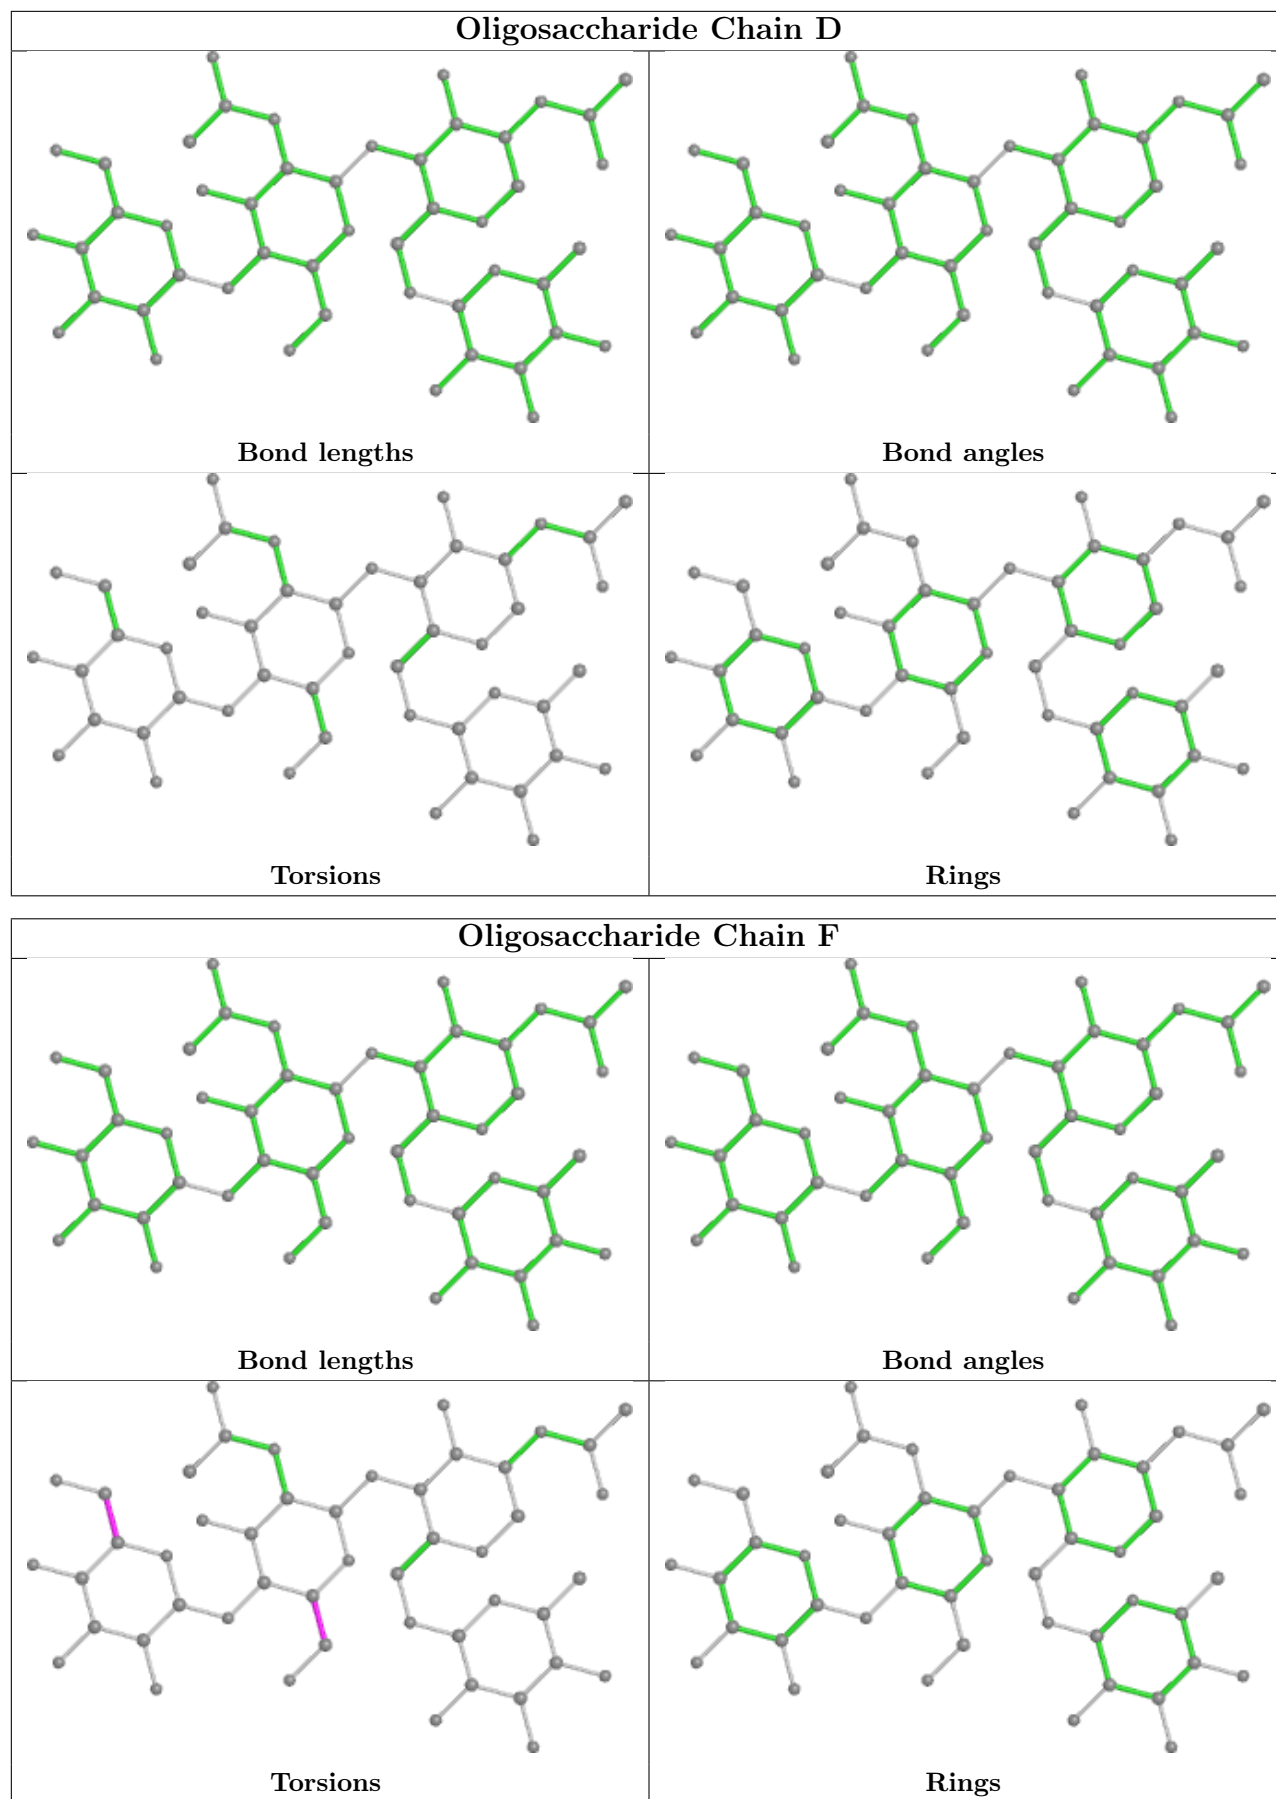 Oligosaccharide Chain D
Bond lengths
Bond angles
Torsions
Rings
Oligosaccharide Chain F
Bond lengths
Bond angles
Torsions
Rings